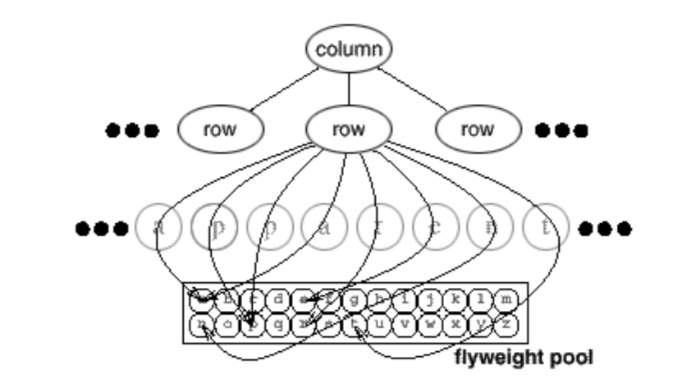 column
row row row
a p p a r e n t
a b c d e f g h i j k l m
n o p q r s t u v w x y z
flyweight pool